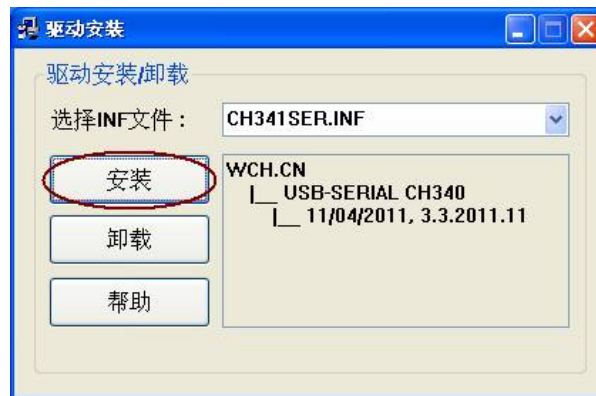 驱动安装
驱动安装/卸载
选择INF文件：
CH341SER.INF
安装
WCH.CN
|__ USB-SERIAL CH340
|__ 11/04/2011, 3.3.2011.11
卸载
帮助